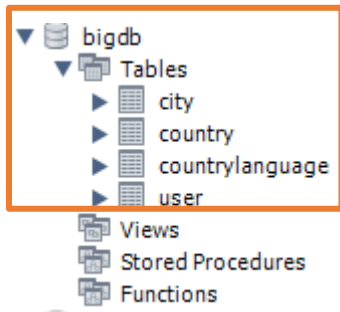 bigdb
Tables
city
country
countrylanguage
user
Views
Stored Procedures
Functions